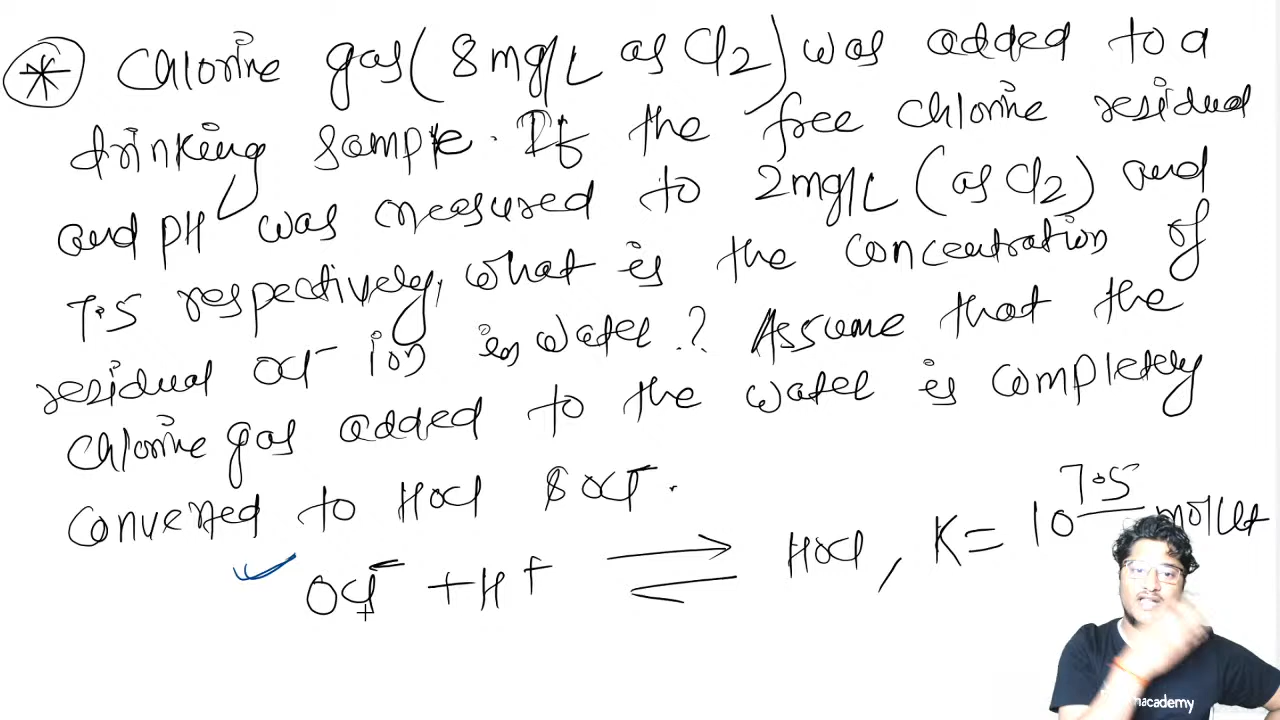 * Chlorine gas (8 mg/L as Cl2) was added to a
drinking sample. If the free chlorine residual
and pH was measured to 2mg/L (as Cl2) and
7.5 respectively, what is the concentration of
residual OCl⁻ ion in water? Assume that the
Chlorine gas added to the water is completely
converted to HOCl & OCl⁻.
OCl⁻ + H⁺ ⇌ HOCl, K = 10^7.5 mol/Lit
academy